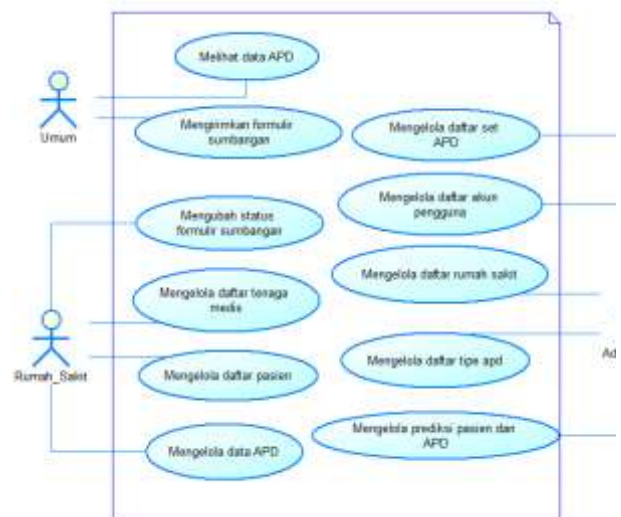 Melihat data APD
Umum
Mengirimkan formulir
sumbangan
Mengubah status
formulir sumbangan
Mengelola daftar tenaga
medis
Rumah_Sakit
Mengelola daftar pasien
Mengelola data APD
Mengelola daftar set
APD
Mengelola daftar akun
pengguna
Mengelola daftar rumah sakit
Mengelola daftar tipe apd
Ad
Mengelola prediksi pasien dan
APD